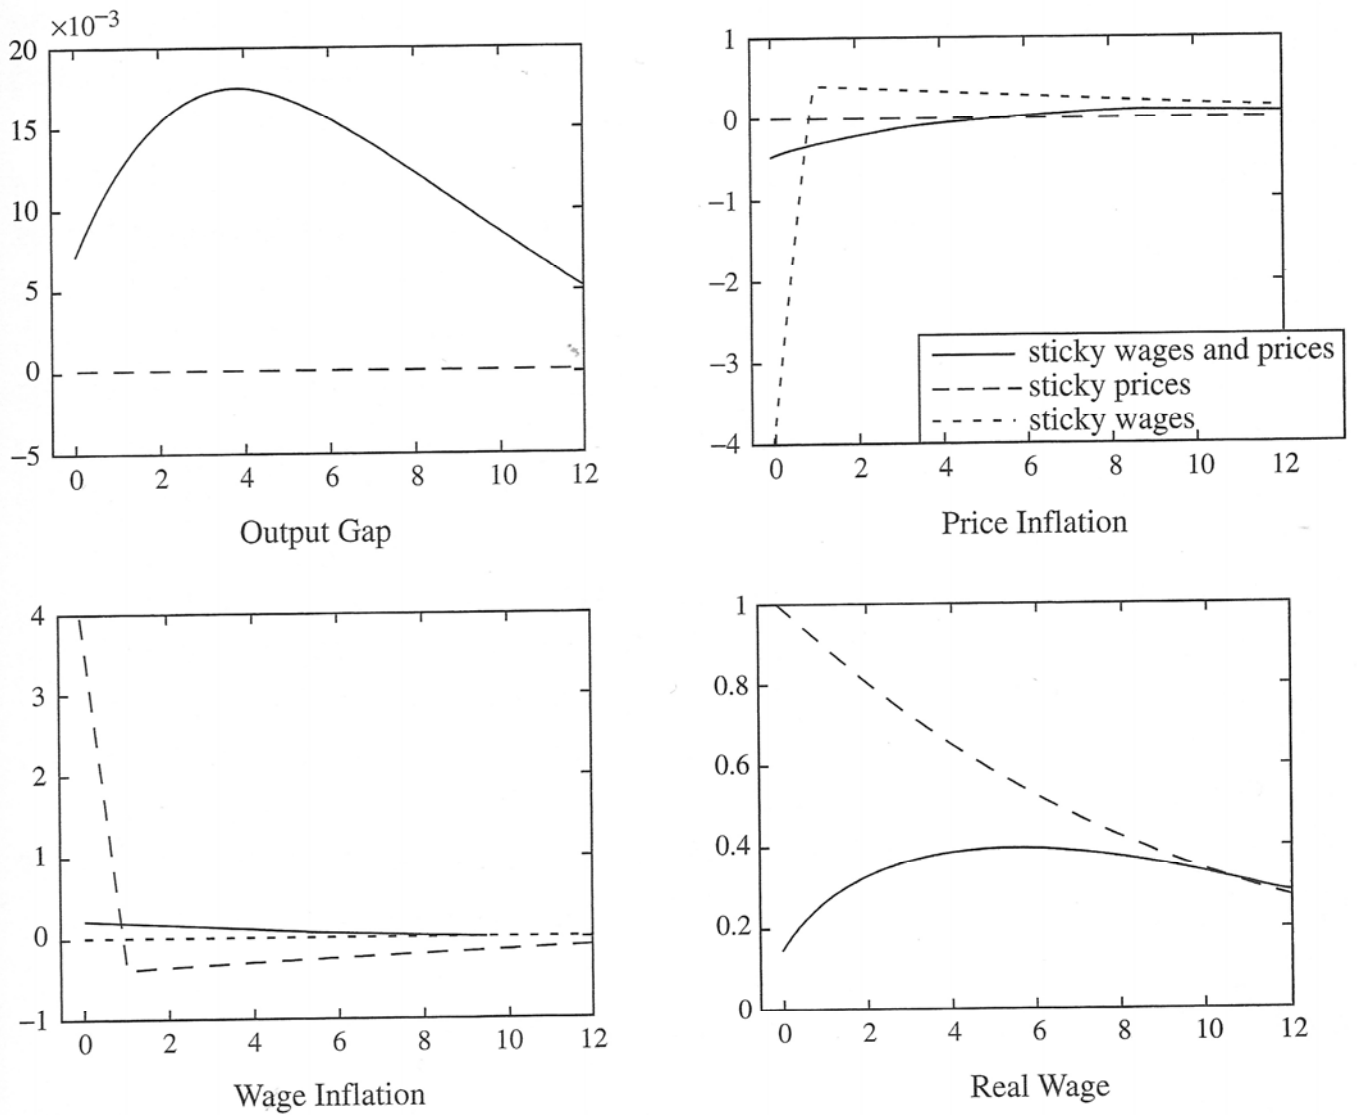 ×10−3
20
15
10
5
0
−5
0 2 4 6 8 10 12
Output Gap
1
0
−1
−2
−3
−4
0 2 4 6 8 10 12
sticky wages and prices
sticky prices
sticky wages
Price Inflation
4
3
2
1
0
−1
0 2 4 6 8 10 12
Wage Inflation
1
0.8
0.6
0.4
0.2
0
0 2 4 6 8 10 12
Real Wage